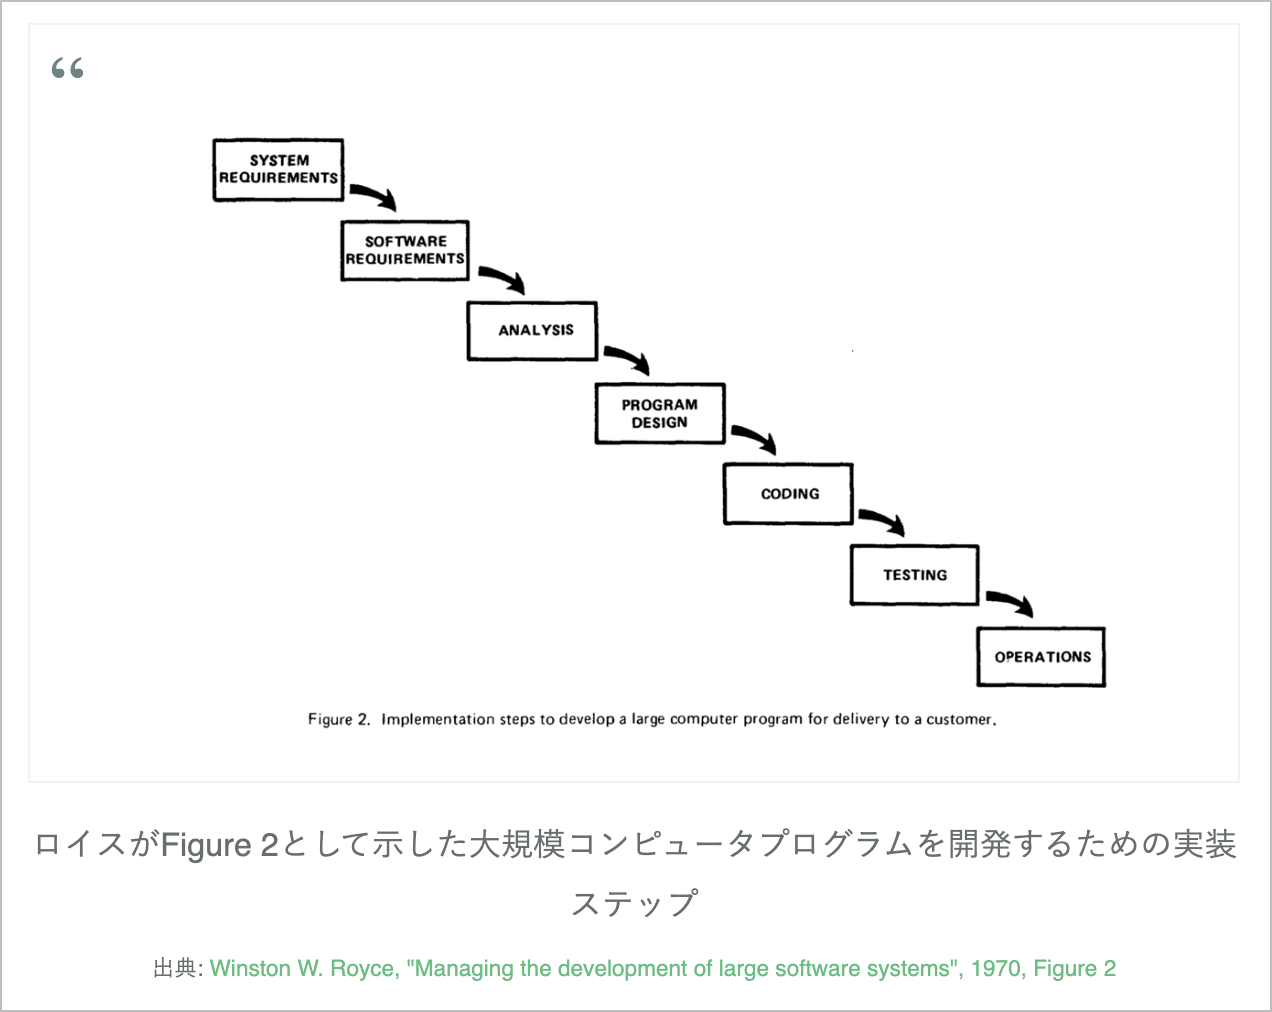 “
SYSTEM
REQUIREMENTS
SOFTWARE
REQUIREMENTS
ANALYSIS
PROGRAM
DESIGN
CODING
TESTING
OPERATIONS
Figure 2. Implementation steps to develop a large computer program for delivery to a customer.
ロイスがFigure 2として示した大規模コンピュータプログラムを開発するための実装
ステップ
出典: Winston W. Royce, "Managing the development of large software systems", 1970, Figure 2